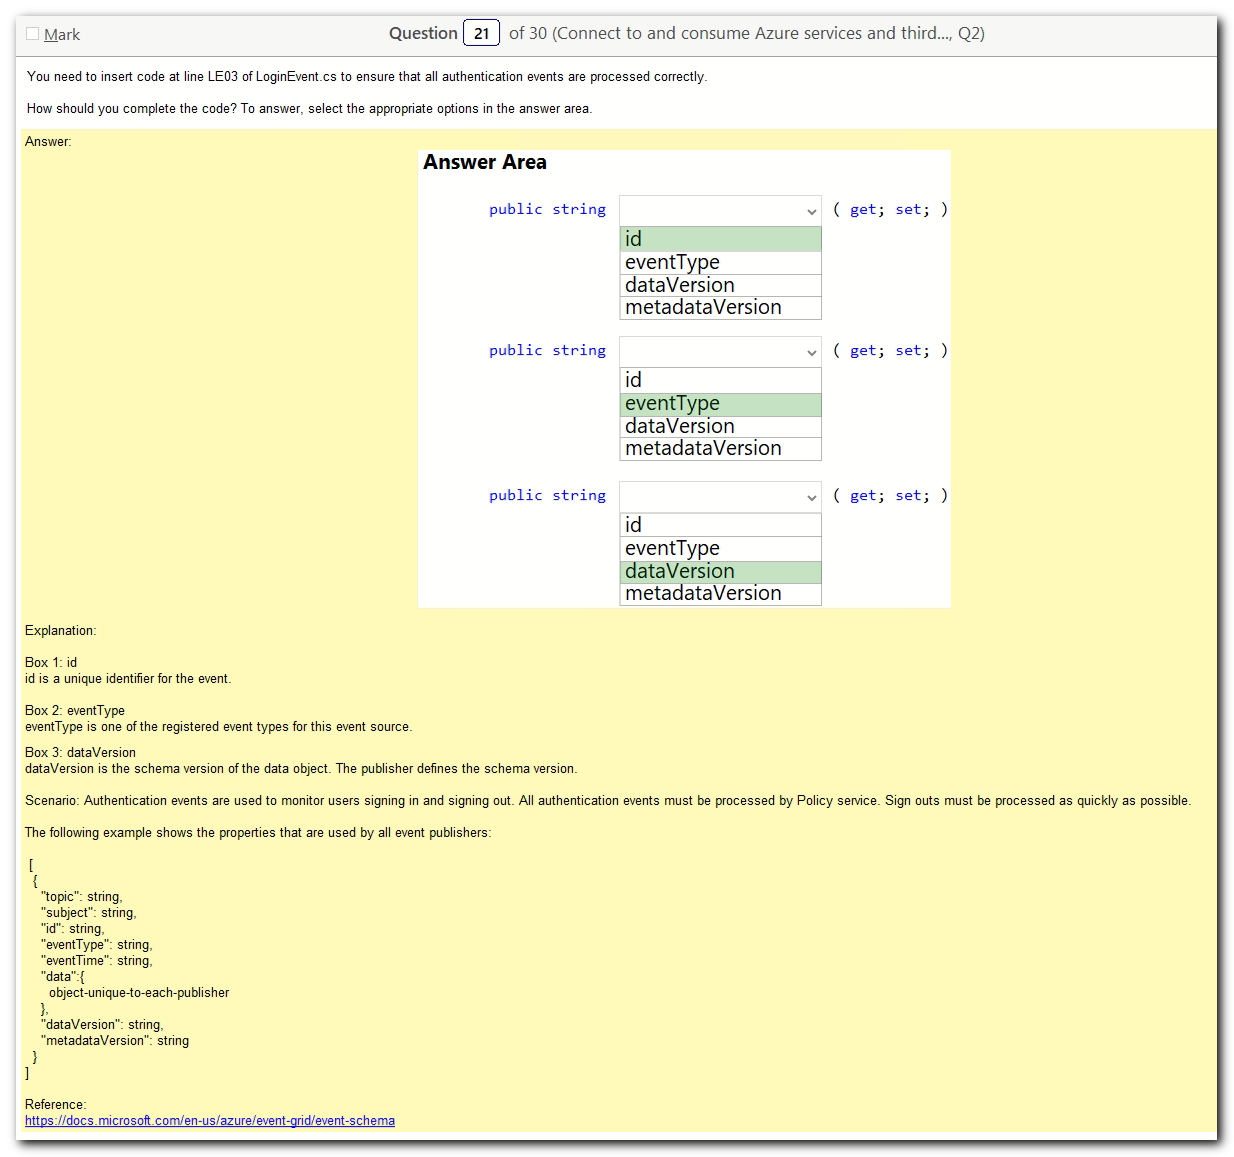 Mark
Question 21 of 30 (Connect to and consume Azure services and third..., Q2)
You need to insert code at line LE03 of LoginEvent.cs to ensure that all authentication events are processed correctly.
How should you complete the code? To answer, select the appropriate options in the answer area.
Answer:
Answer Area
public string ( get; set; )
id
eventType
dataVersion
metadataVersion
public string ( get; set; )
id
eventType
dataVersion
metadataVersion
public string ( get; set; )
id
eventType
dataVersion
metadataVersion
Explanation:
Box 1: id
id is a unique identifier for the event.
Box 2: eventType
eventType is one of the registered event types for this event source.
Box 3: dataVersion
dataVersion is the schema version of the data object. The publisher defines the schema version.
Scenario: Authentication events are used to monitor users signing in and signing out. All authentication events must be processed by Policy service. Sign outs must be processed as quickly as possible.
The following example shows the properties that are used by all event publishers:
[
{
"topic": string,
"subject": string,
"id": string,
"eventType": string,
"eventTime": string,
"data":{
object-unique-to-each-publisher
},
"dataVersion": string,
"metadataVersion": string
}
]
Reference:
https://docs.microsoft.com/en-us/azure/event-grid/event-schema